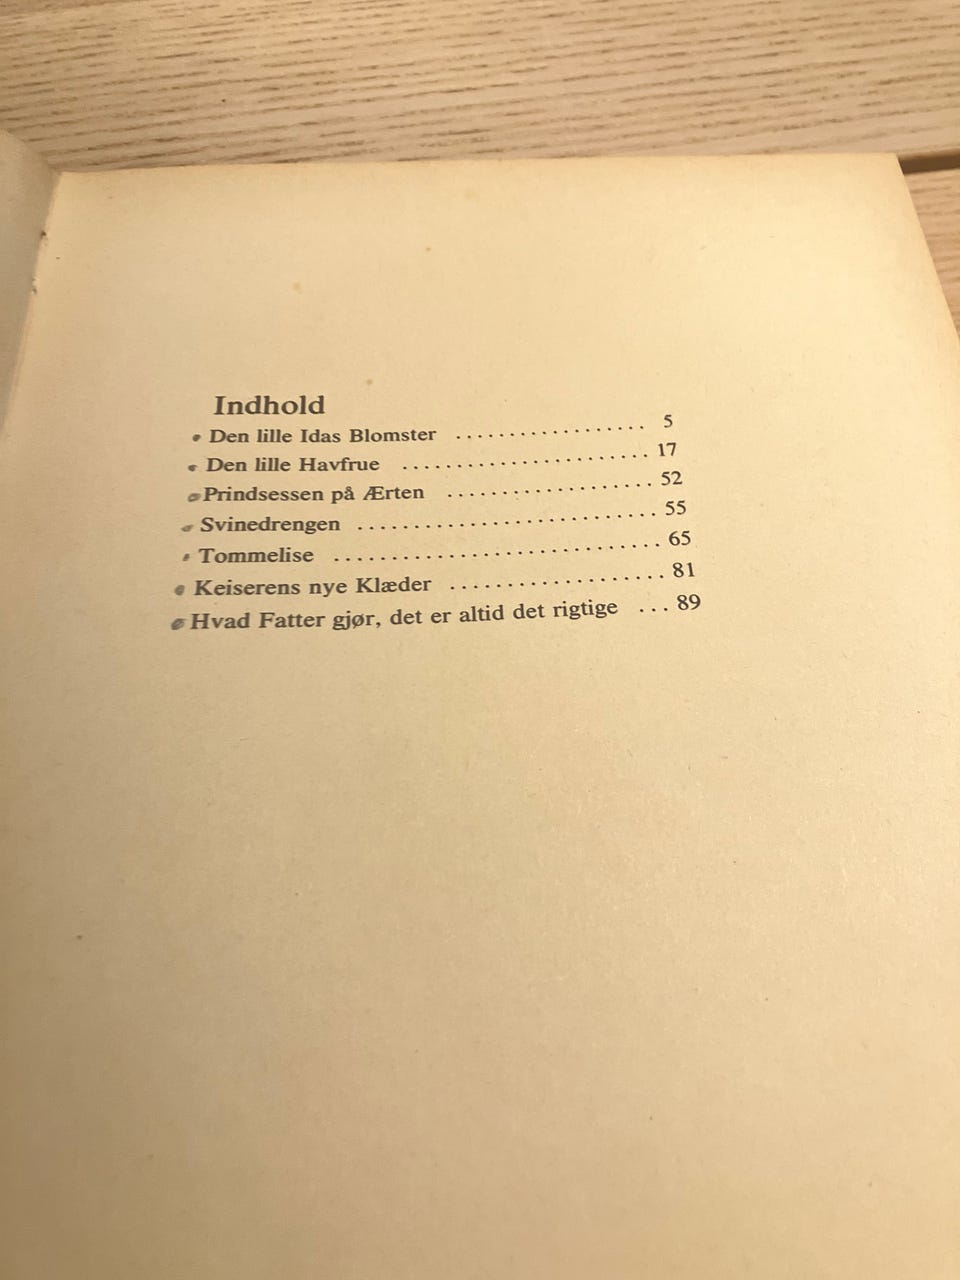 Indhold
Den lille Idas Blomster .................. 5
Den lille Havfrue ....................... 17
Prindsessen på Ærten .................... 52
Svinedrengen ............................ 55
Tommelise ............................... 65
Keiserens nye Klæder .................... 81
Hvad Fatter gjør, det er altid det rigtige ... 89